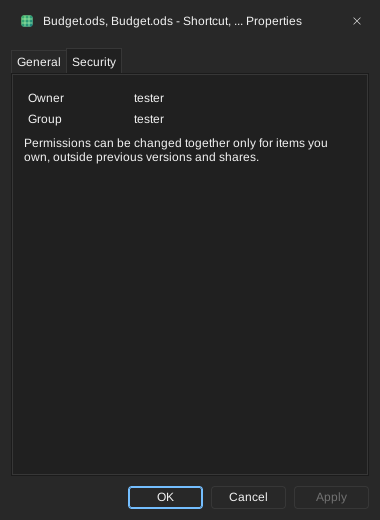 Budget.ods, Budget.ods - Shortcut, ... Properties
General Security
Owner tester
Group tester
Permissions can be changed together only for items you
own, outside previous versions and shares.
OK Cancel Apply